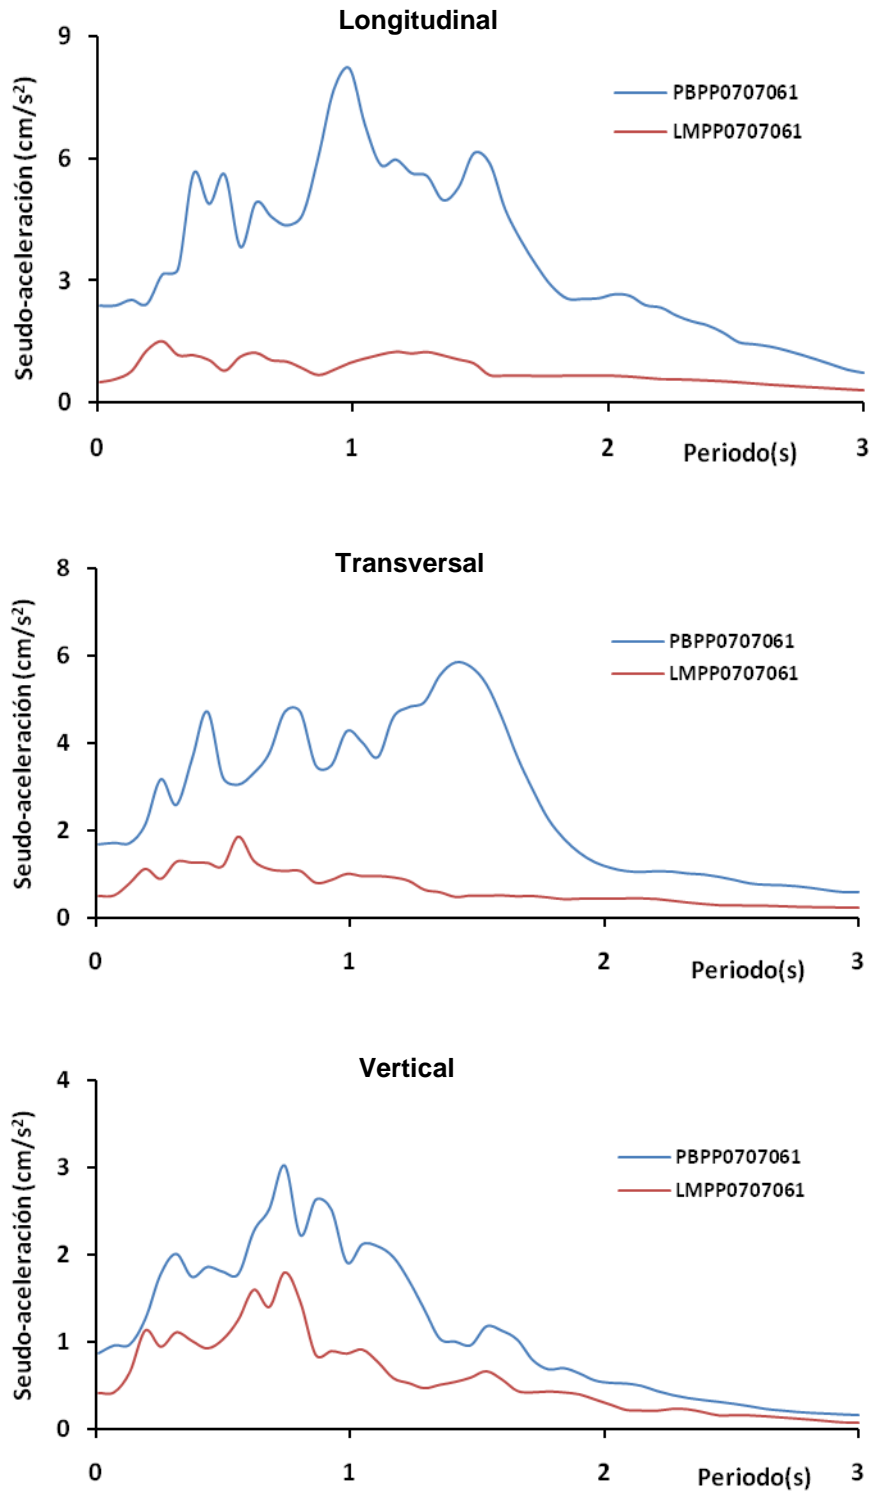 Longitudinal
9
6
3
0
Seudo-aceleración (cm/s²)
PBPP0707061
LMPP0707061
0 1 2 3
Periodo(s)
Transversal
8
6
4
2
0
Seudo-aceleración (cm/s²)
PBPP0707061
LMPP0707061
0 1 2 3
Periodo(s)
Vertical
4
3
2
1
0
Seudo-aceleración (cm/s²)
PBPP0707061
LMPP0707061
0 1 2 3
Periodo(s)